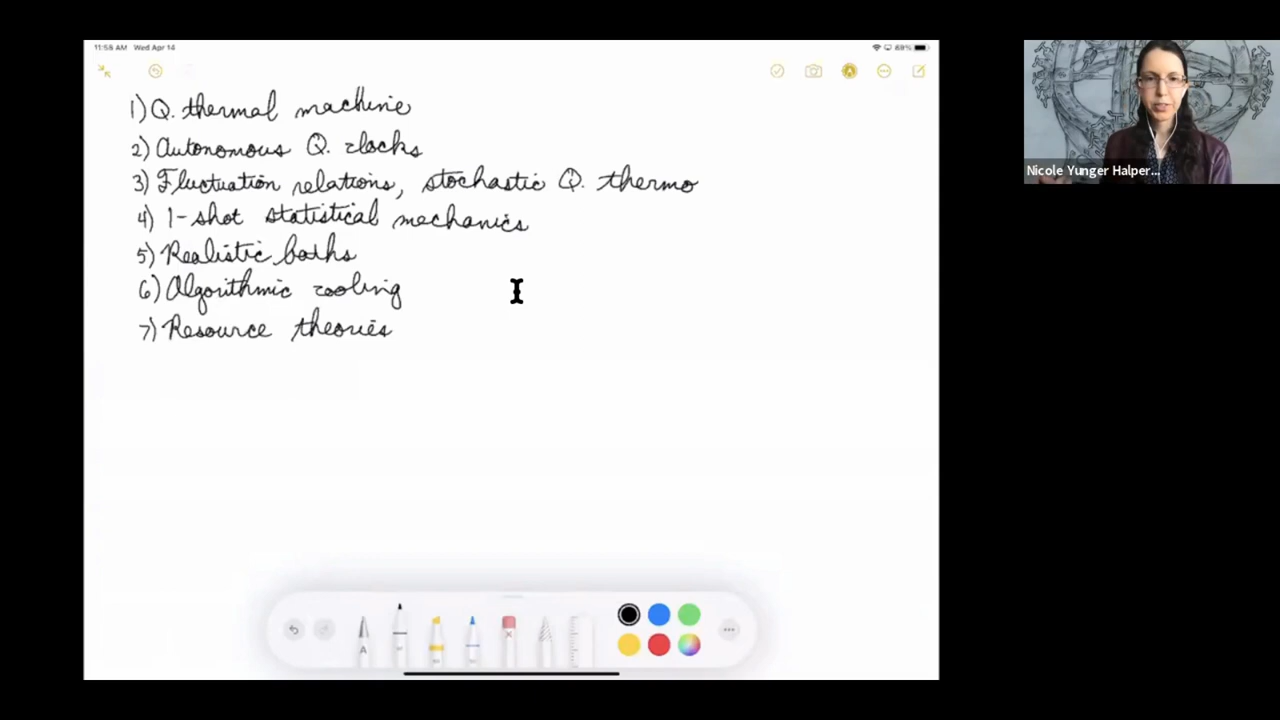 11:58 AM Wed Apr 14
89%
1) Q. thermal machine
2) Autonomous Q. clocks
3) Fluctuation relations, stochastic Q. thermo
4) 1-shot statistical mechanics
5) Realistic baths
6) Algorithmic cooling
7) Resource theories
Nicole Yunger Halper...
A